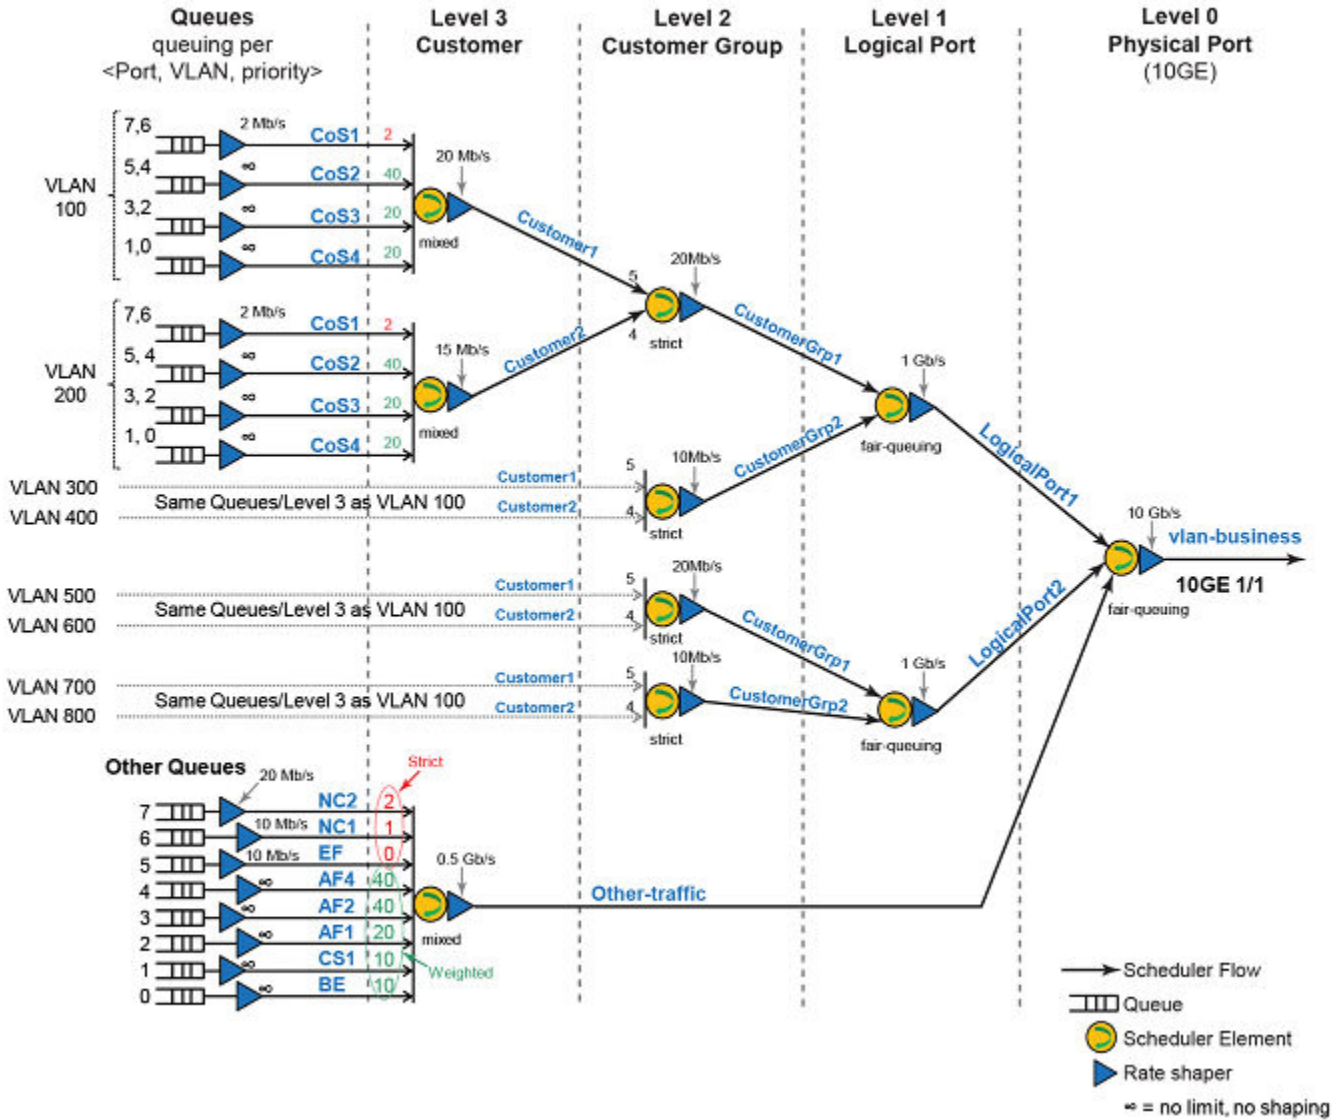 Queues
queuing per
<Port, VLAN, priority>
Level 3
Customer
Level 2
Customer Group
Level 1
Logical Port
Level 0
Physical Port
(10GE)
VLAN
100
7,6
2 Mb/s
CoS1
2
5,4
∞
CoS2
40
3,2
∞
CoS3
20
1,0
∞
CoS4
20
20 Mb/s
mixed
Customer1
VLAN
200
7,6
2 Mb/s
CoS1
2
5, 4
∞
CoS2
40
3, 2
∞
CoS3
20
1, 0
∞
CoS4
20
15 Mb/s
mixed
Customer2
5
4
20Mb/s
strict
CustomerGrp1
VLAN 300
VLAN 400
Same Queues/Level 3 as VLAN 100
Customer1
Customer2
5
4
10Mb/s
strict
CustomerGrp2
1 Gb/s
fair-queuing
LogicalPort1
VLAN 500
VLAN 600
Same Queues/Level 3 as VLAN 100
Customer1
Customer2
5
4
20Mb/s
strict
CustomerGrp1
VLAN 700
VLAN 800
Same Queues/Level 3 as VLAN 100
Customer1
Customer2
5
4
10Mb/s
strict
CustomerGrp2
1 Gb/s
fair-queuing
LogicalPort2
10 Gb/s
vlan-business
10GE 1/1
fair-queuing
Other Queues
20 Mb/s
Strict
7
NC2
2
6
10 Mb/s
NC1
1
5
10 Mb/s
EF
0
4
∞
AF4
40
3
∞
AF2
40
2
∞
AF1
20
1
∞
CS1
10
0
∞
BE
10
Weighted
0.5 Gb/s
mixed
Other-traffic
Scheduler Flow
Queue
Scheduler Element
Rate shaper
∞ = no limit, no shaping